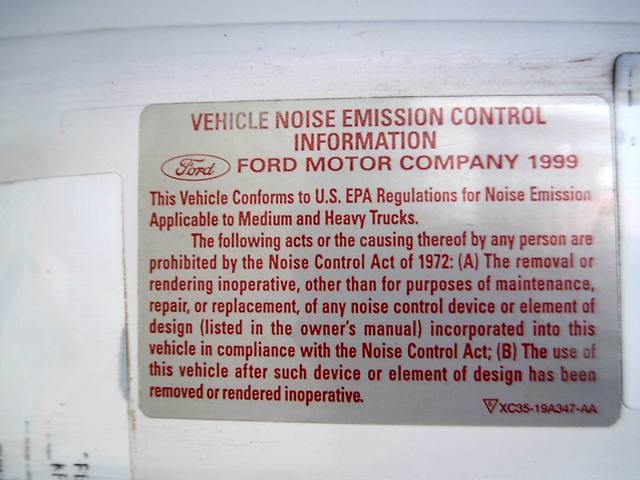 VEHICLE NOISE EMISSION CONTROL
INFORMATION
Ford FORD MOTOR COMPANY 1999
This Vehicle Conforms to U.S. EPA Regulations for Noise Emission
Applicable to Medium and Heavy Trucks.
The following acts or the causing thereof by any person are
prohibited by the Noise Control Act of 1972: (A) The removal or
rendering inoperative, other than for purposes of maintenance,
repair, or replacement, of any noise control device or element of
design (listed in the owner's manual) incorporated into this
vehicle in compliance with the Noise Control Act; (B) The use of
this vehicle after such device or element of design has been
removed or rendered inoperative.
XC35-19A347-AA